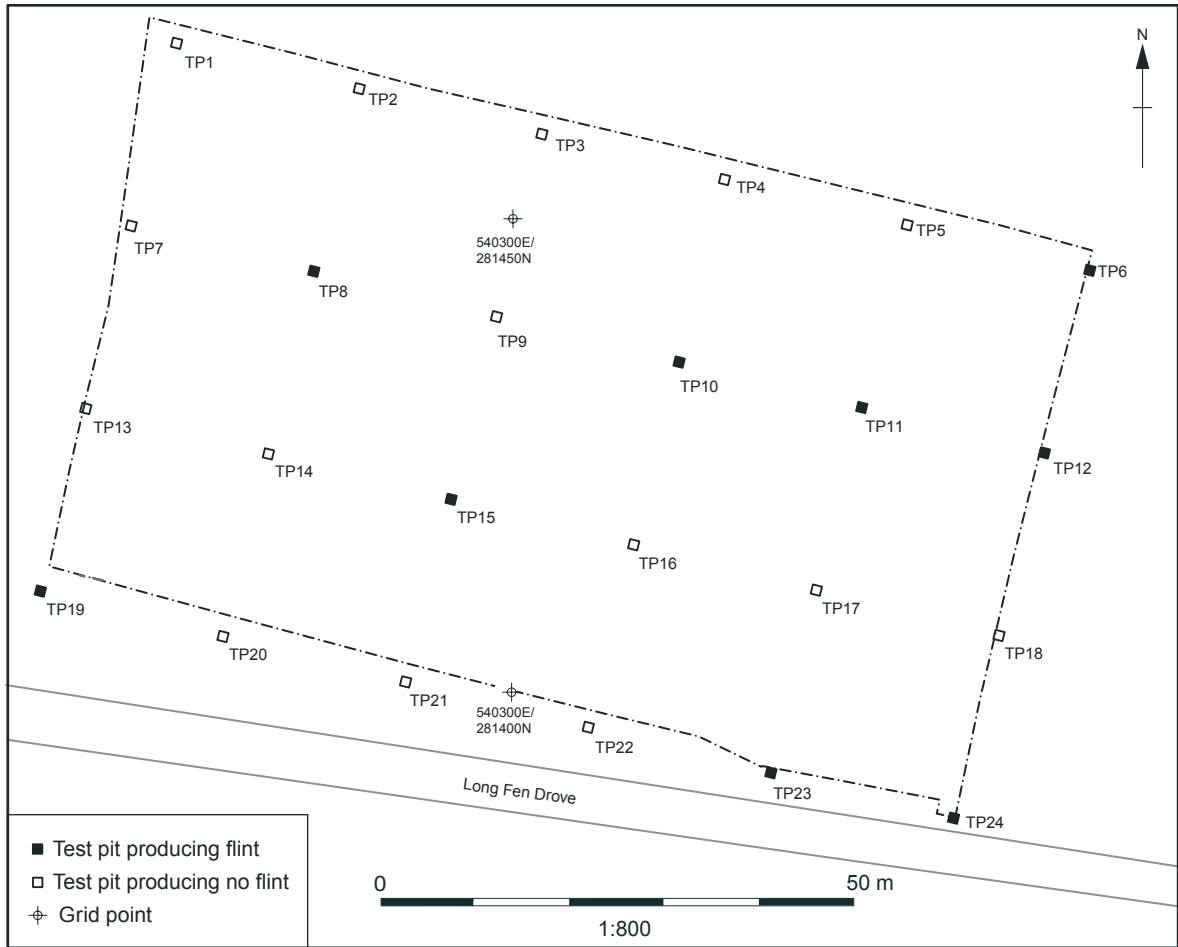 N
TP1
TP2
TP3
TP4
TP5
TP6
TP7
540300E/
281450N
TP8
TP9
TP10
TP11
TP12
TP13
TP14
TP15
TP16
TP17
TP18
TP19
TP20
TP21
540300E/
281400N
TP22
TP23
TP24
Long Fen Drove
Test pit producing flint
Test pit producing no flint
Grid point
0 50 m
1:800